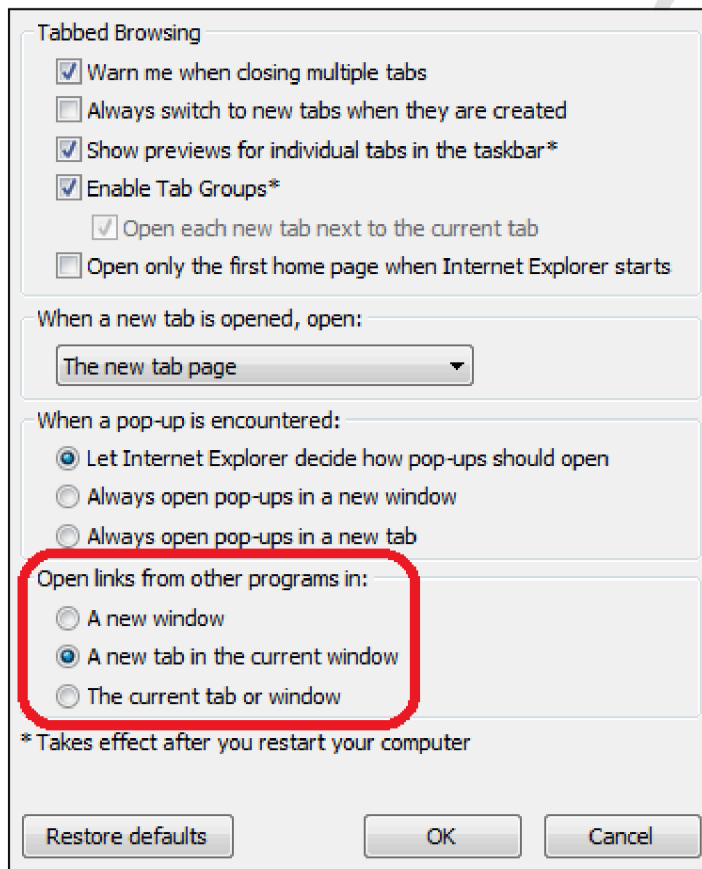 Tabbed Browsing
Warn me when closing multiple tabs
Always switch to new tabs when they are created
Show previews for individual tabs in the taskbar*
Enable Tab Groups*
Open each new tab next to the current tab
Open only the first home page when Internet Explorer starts
When a new tab is opened, open:
The new tab page
When a pop-up is encountered:
Let Internet Explorer decide how pop-ups should open
Always open pop-ups in a new window
Always open pop-ups in a new tab
Open links from other programs in:
A new window
A new tab in the current window
The current tab or window
* Takes effect after you restart your computer
Restore defaults OK Cancel